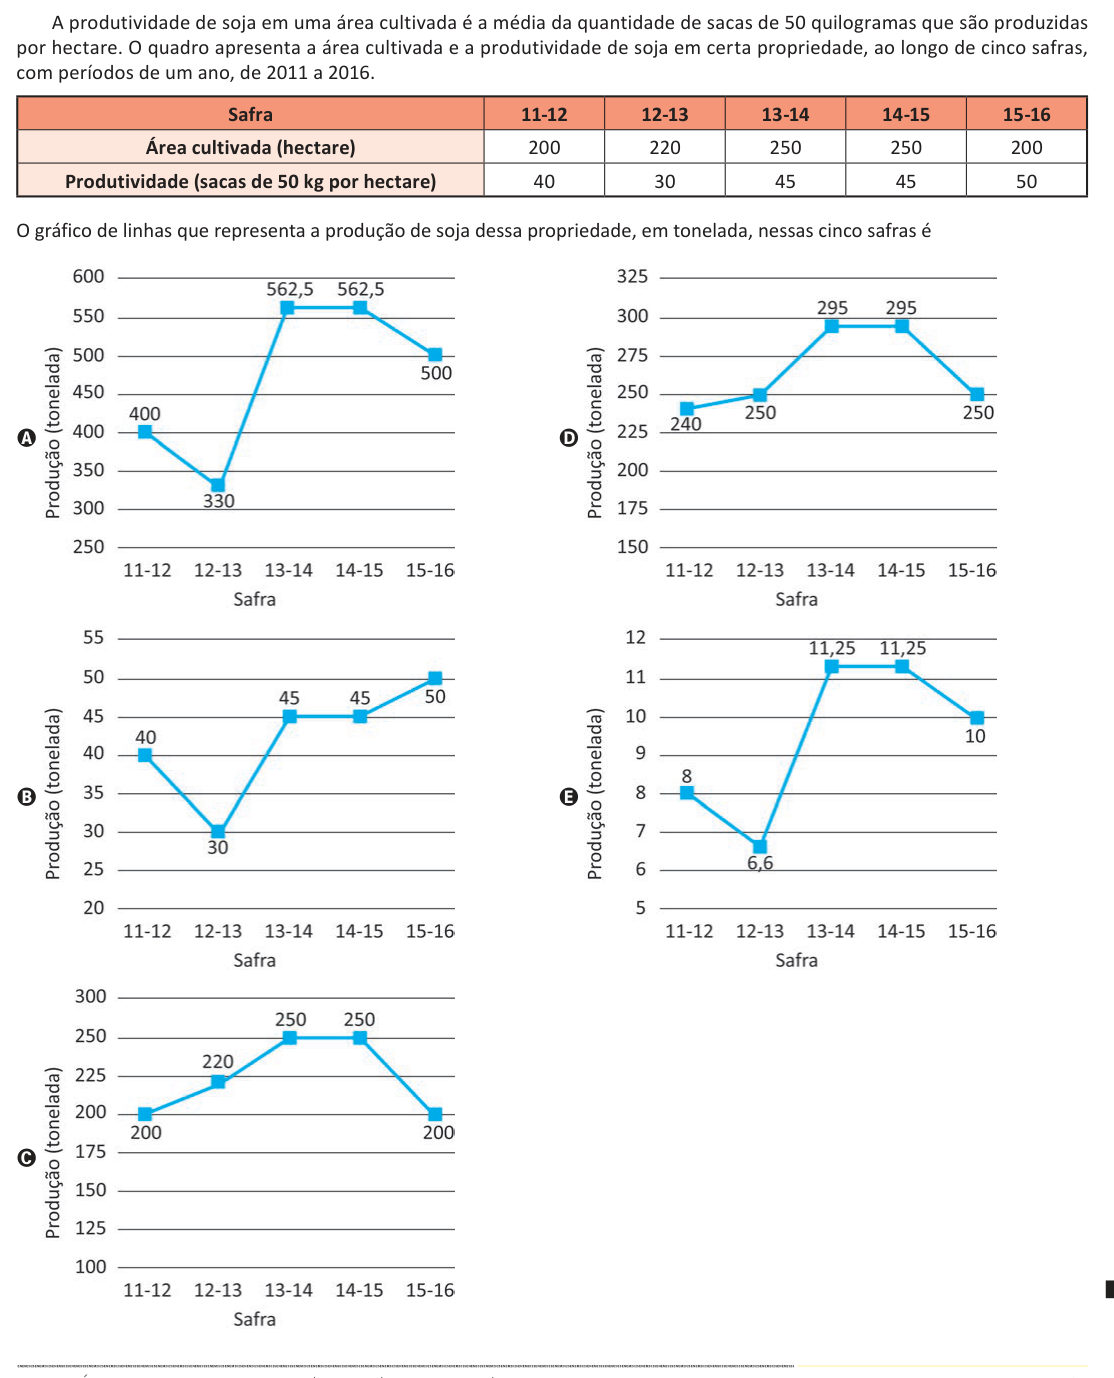 A produtividade de soja em uma área cultivada é a média da quantidade de sacas de 50 quilogramas que são produzidas
por hectare. O quadro apresenta a área cultivada e a produtividade de soja em certa propriedade, ao longo de cinco safras,
com períodos de um ano, de 2011 a 2016.
Safra 11-12 12-13 13-14 14-15 15-16
Área cultivada (hectare) 200 220 250 250 200
Produtividade (sacas de 50 kg por hectare) 40 30 45 45 50
O gráfico de linhas que representa a produção de soja dessa propriedade, em tonelada, nessas cinco safras é
A
Produção (tonelada)
600
550
500
450
400
350
300
250
400
330
562,5
562,5
500
11-12 12-13 13-14 14-15 15-16
Safra
B
Produção (tonelada)
55
50
45
40
35
30
25
20
40
30
45
45
50
11-12 12-13 13-14 14-15 15-16
Safra
C
Produção (tonelada)
300
250
225
200
175
150
125
100
200
220
250
250
200
11-12 12-13 13-14 14-15 15-16
Safra
D
Produção (tonelada)
325
300
275
250
225
200
175
150
240
250
295
295
250
11-12 12-13 13-14 14-15 15-16
Safra
E
Produção (tonelada)
12
11
10
9
8
7
6
5
8
6,6
11,25
11,25
10
11-12 12-13 13-14 14-15 15-16
Safra